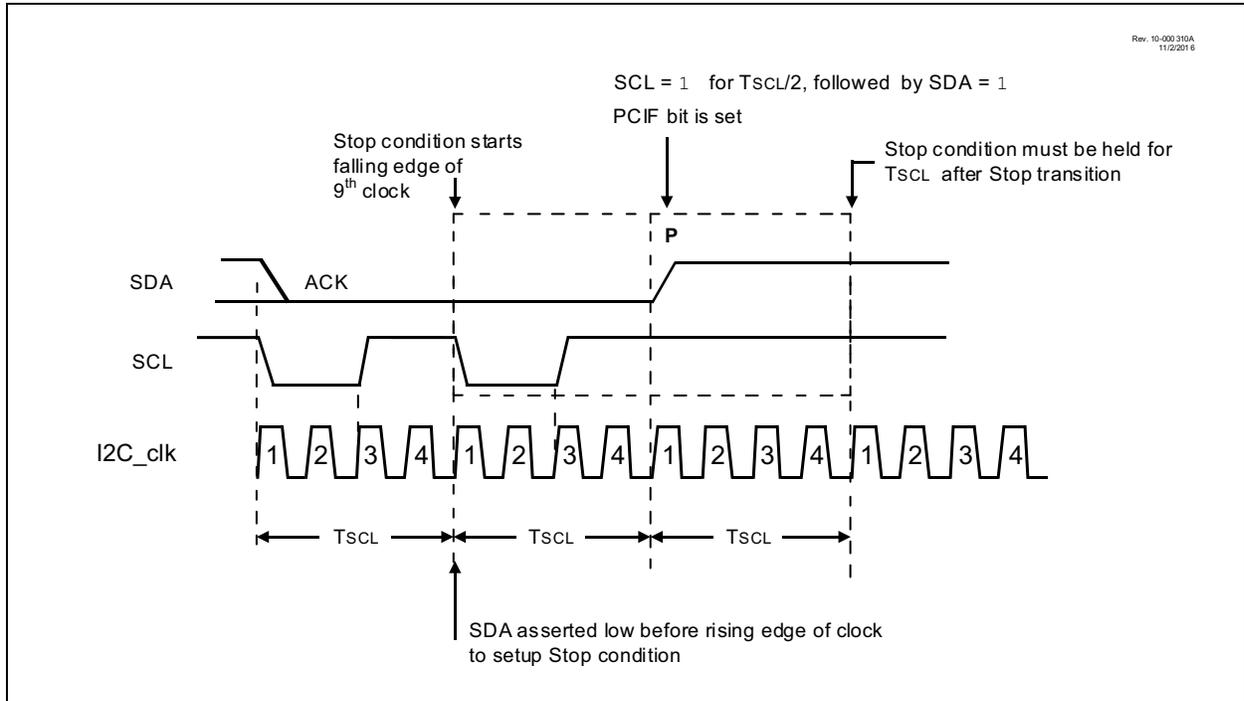 Rev. 10-000 310A
11/2/2016
SCL = 1 for TSCL/2, followed by SDA = 1
PCIF bit is set
Stop condition starts
falling edge of
9th clock
Stop condition must be held for
TSCL after Stop transition
P
SDA
ACK
SCL
I2C_clk
1 2 3 4 1 2 3 4 1 2 3 4 1 2 3 4
TSCL TSCL TSCL
SDA asserted low before rising edge of clock
to setup Stop condition